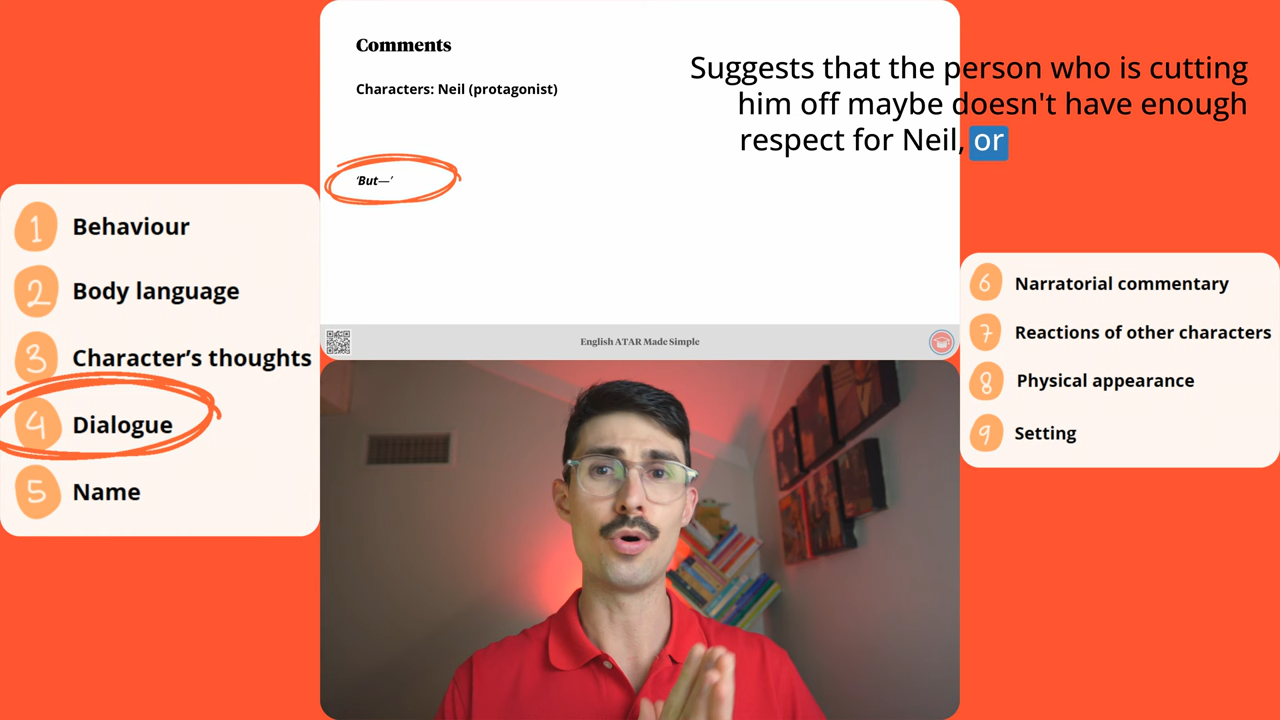 Comments
Characters: Neil (protagonist)
'But—'
Suggests that the person who is cutting
him off maybe doesn't have enough
respect for Neil, or
1 Behaviour
2 Body language
3 Character's thoughts
4 Dialogue
5 Name
English ATAR Made Simple
6 Narratorial commentary
7 Reactions of other characters
8 Physical appearance
9 Setting